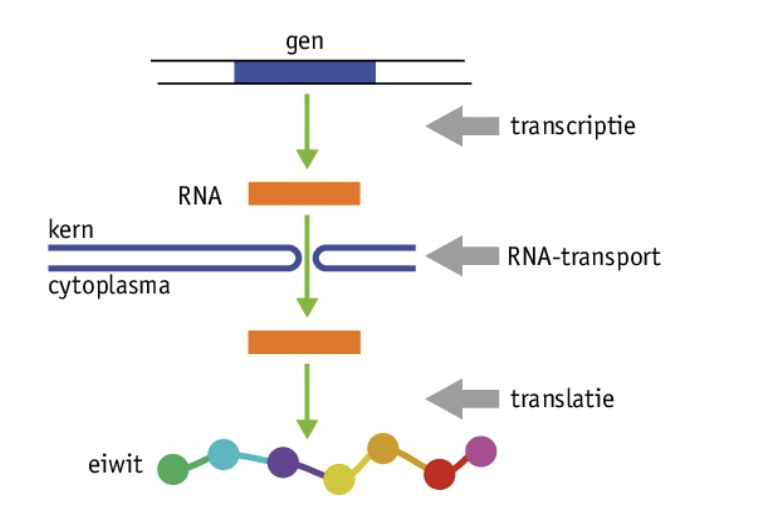 gen
transcriptie
RNA
kern
RNA-transport
cytoplasma
translatie
eiwit